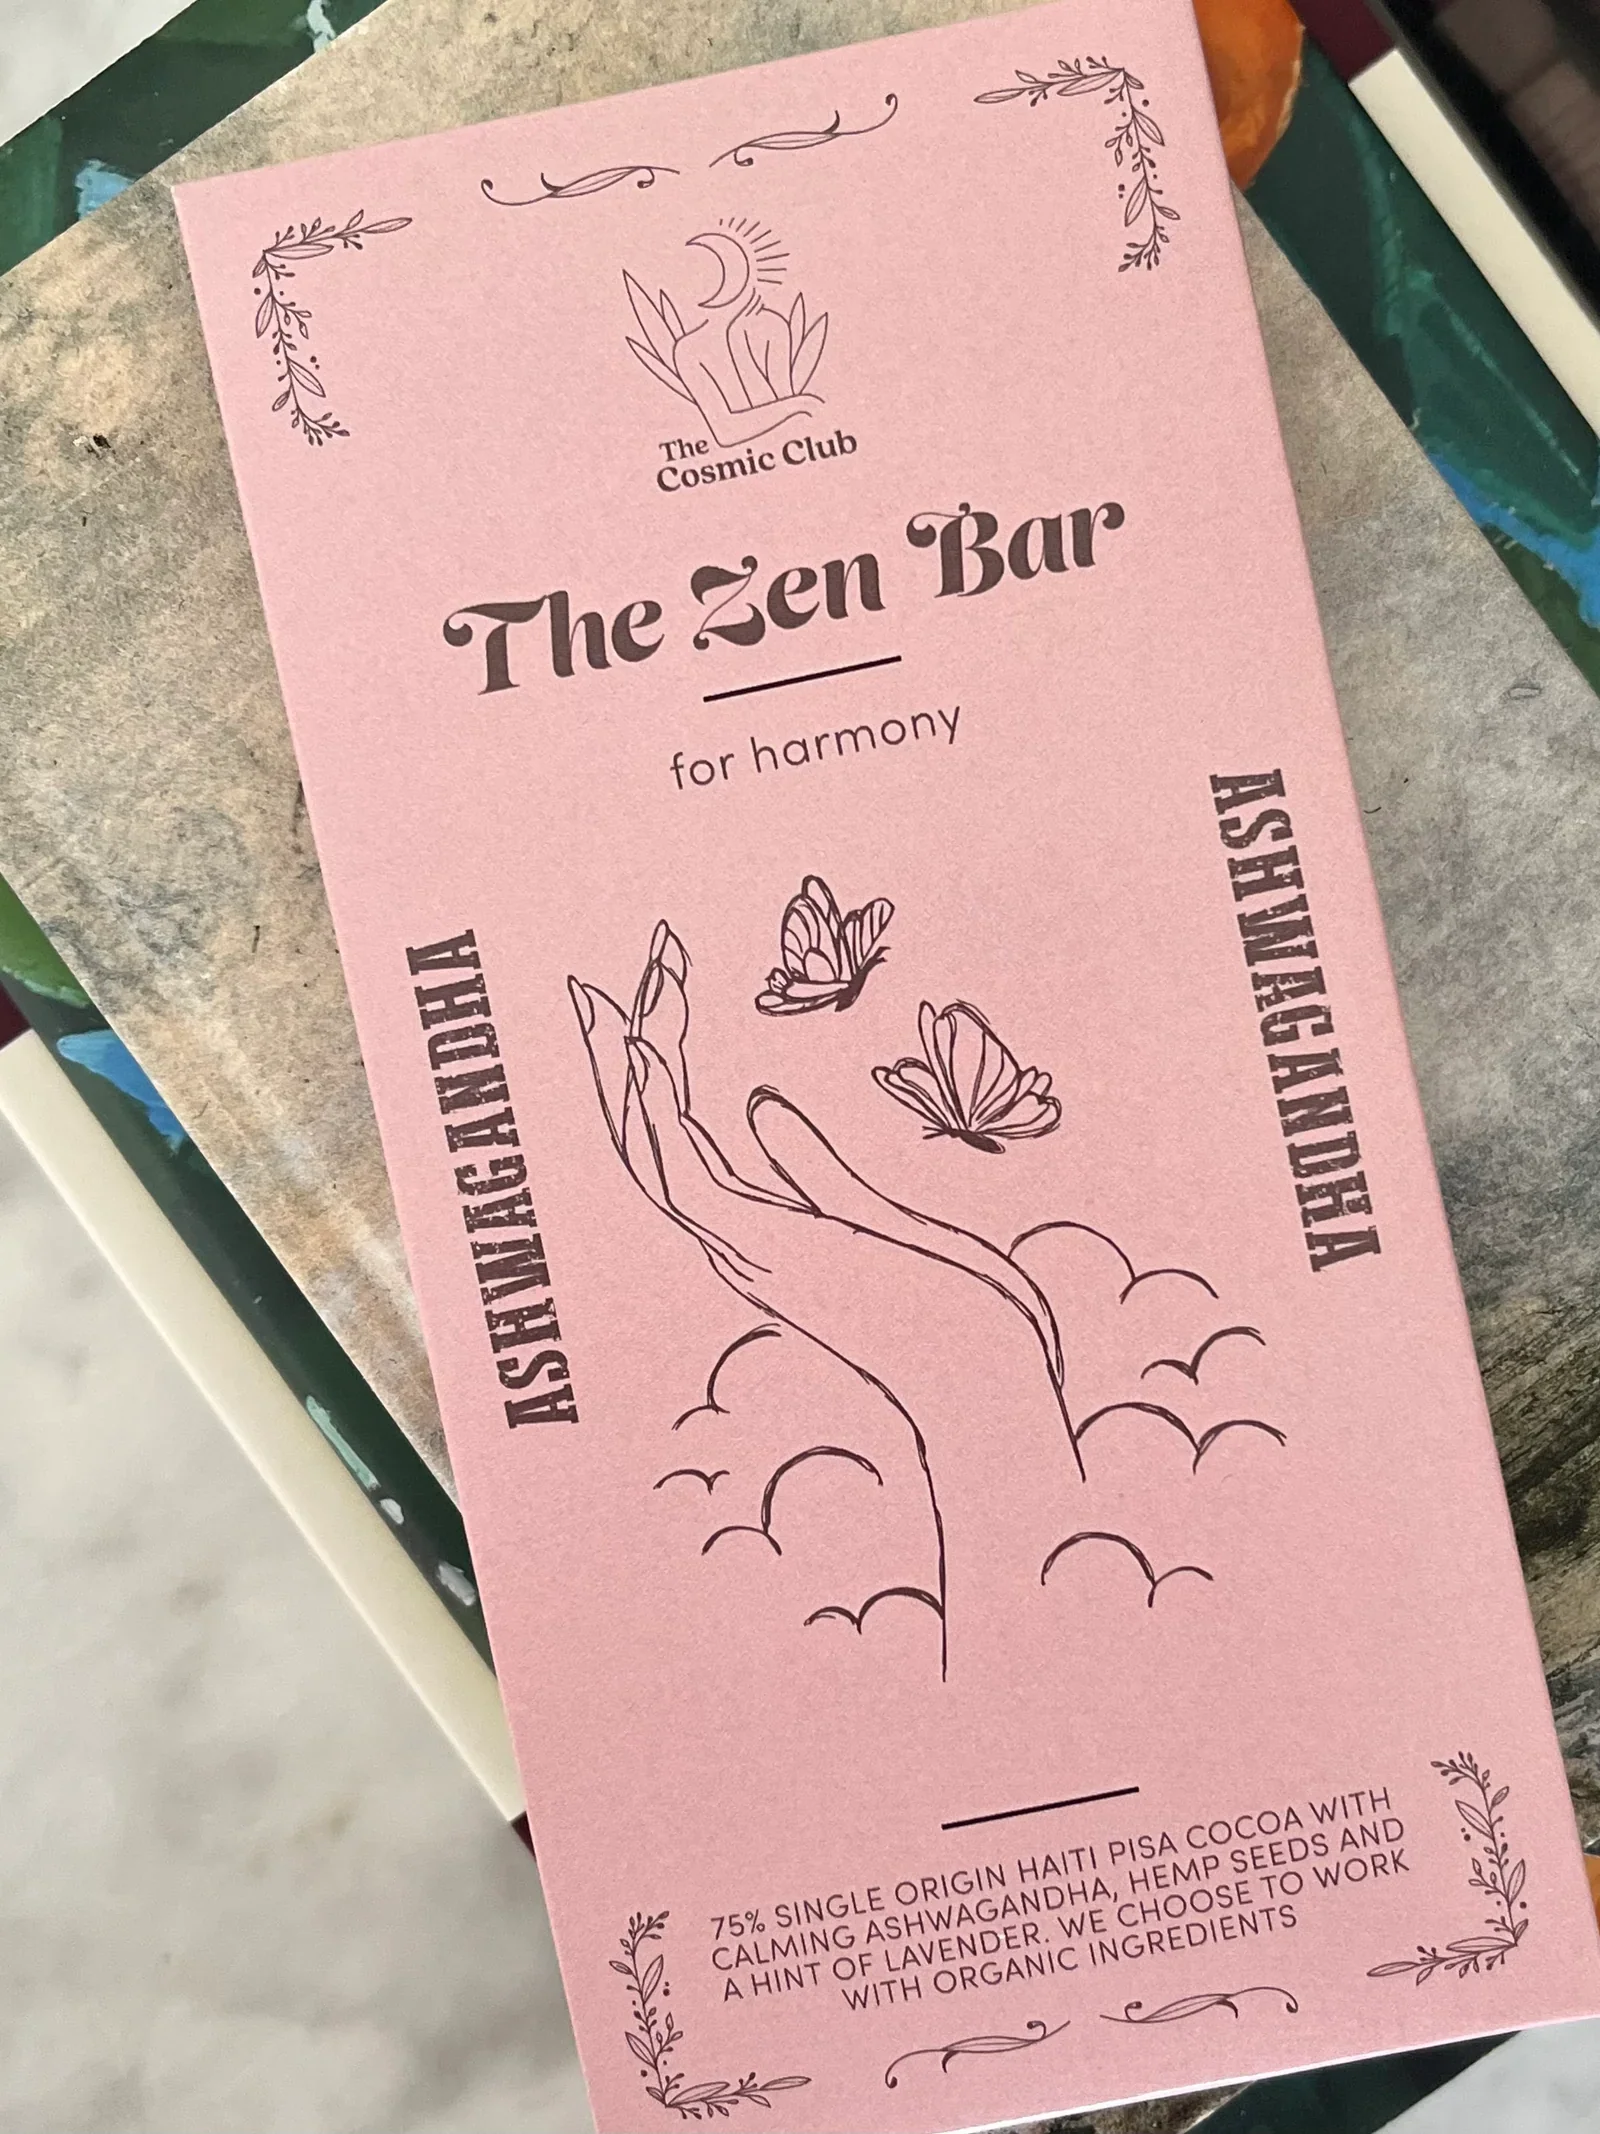 The
Cosmic Club
The Zen Bar
for harmony
ASHWAGANDHA
ASHWAGANDHA
75% SINGLE ORIGIN HAITI PISA COCOA WITH
CALMING ASHWAGANDHA, HEMP SEEDS AND
A HINT OF LAVENDER. WE CHOOSE TO WORK
WITH ORGANIC INGREDIENTS